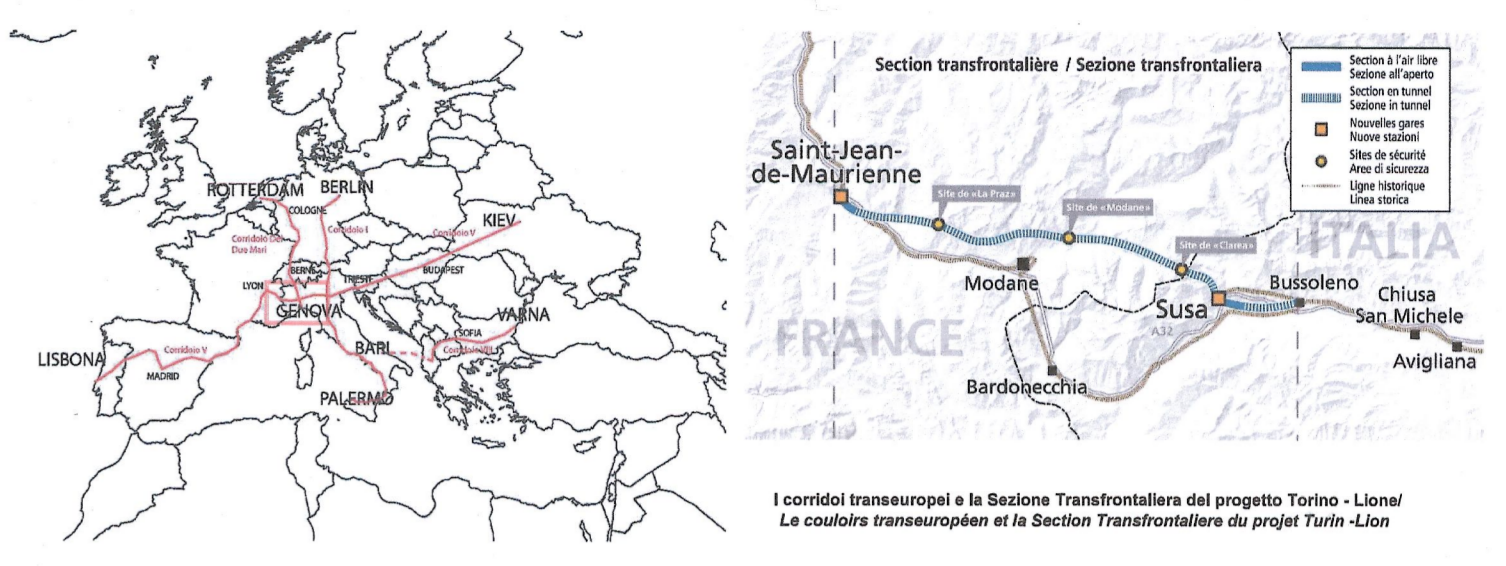 ROTTERDAM
BERLIN
COLOGNE
KIEV
Corridoio Dei
Due Mari
Corridoio I
Corridoio V
BERNE
BUDAPEST
TRIESTE
LYON
GENOVA
VARNA
SOFIA
LISBONA
Corridoio V
BARI
Corridoio VIII
MADRID
PALERMO
Section transfrontalière / Sezione transfrontaliera
Section à l'air libre
Sezione all'aperto
Section en tunnel
Sezione in tunnel
Nouvelles gares
Nuove stazioni
Sites de sécurité
Aree di sicurezza
Ligne historique
Linea storica
Saint-Jean-
de-Maurienne
Site de «La Praz»
Site de «Modane»
Site de «Clarea»
ITALIA
Modane
Susa
Bussoleno
Chiusa
San Michele
A32
FRANCE
Avigliana
Bardonecchia
I corridoi transeuropei e la Sezione Transfrontaliera del progetto Torino - Lione/
Le couloirs transeuropéen et la Section Transfrontaliere du projet Turin -Lion